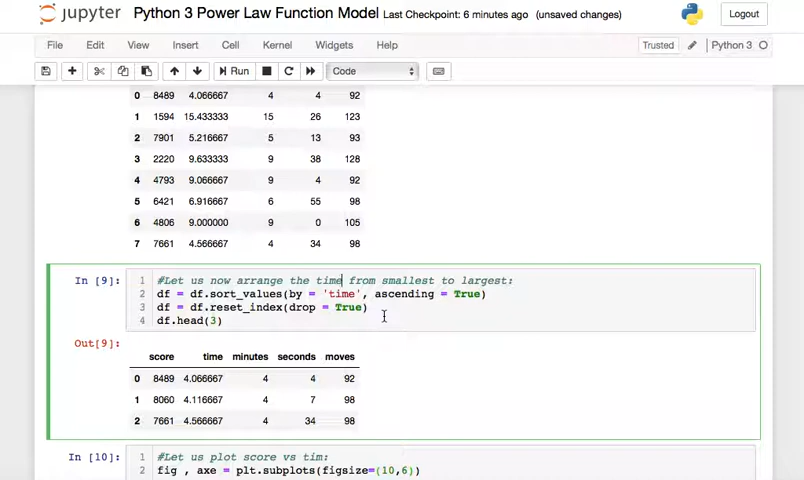 jupyter Python 3 Power Law Function Model Last Checkpoint: 6 minutes ago (unsaved changes) Logout
File Edit View Insert Cell Kernel Widgets Help Trusted Python 3
Run Code
0 8489 4.066667 4 4 92
1 1594 15.433333 15 26 123
2 7901 5.216667 5 13 93
3 2220 9.633333 9 38 128
4 4793 9.066667 9 4 92
5 6421 6.916667 6 55 98
6 4806 9.000000 9 0 105
7 7661 4.566667 4 34 98
In [9]: 1 #Let us now arrange the time from smallest to largest:
2 df = df.sort_values(by = 'time', ascending = True)
3 df = df.reset_index(drop = True)
4 df.head(3)
Out[9]:
score time minutes seconds moves
0 8489 4.066667 4 4 92
1 8060 4.116667 4 7 98
2 7661 4.566667 4 34 98
In [10]: 1 #Let us plot score vs tim:
2 fig , axe = plt.subplots(figsize=(10,6))